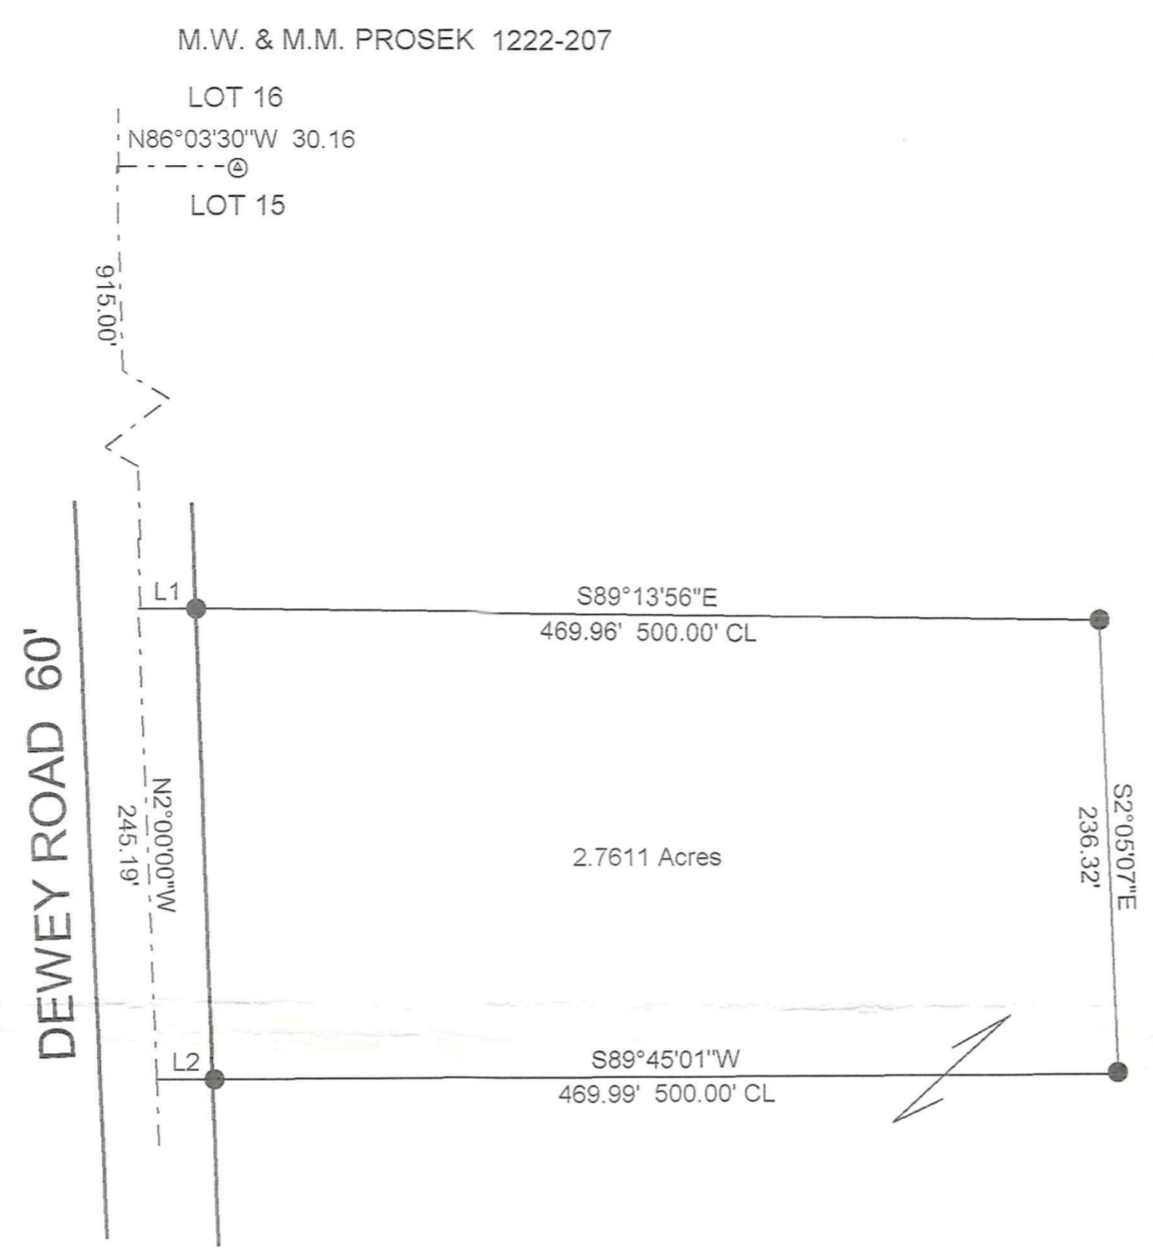 M.W. & M.M. PROSEK 1222-207
LOT 16
N86°03'30"W 30.16
LOT 15
915.00'
L1
S89°13'56"E
469.96' 500.00' CL
DEWEY ROAD 60'
N2°00'00"W
245.19'
2.7611 Acres
S2°05'07"E
236.32'
L2
S89°45'01"W
469.99' 500.00' CL